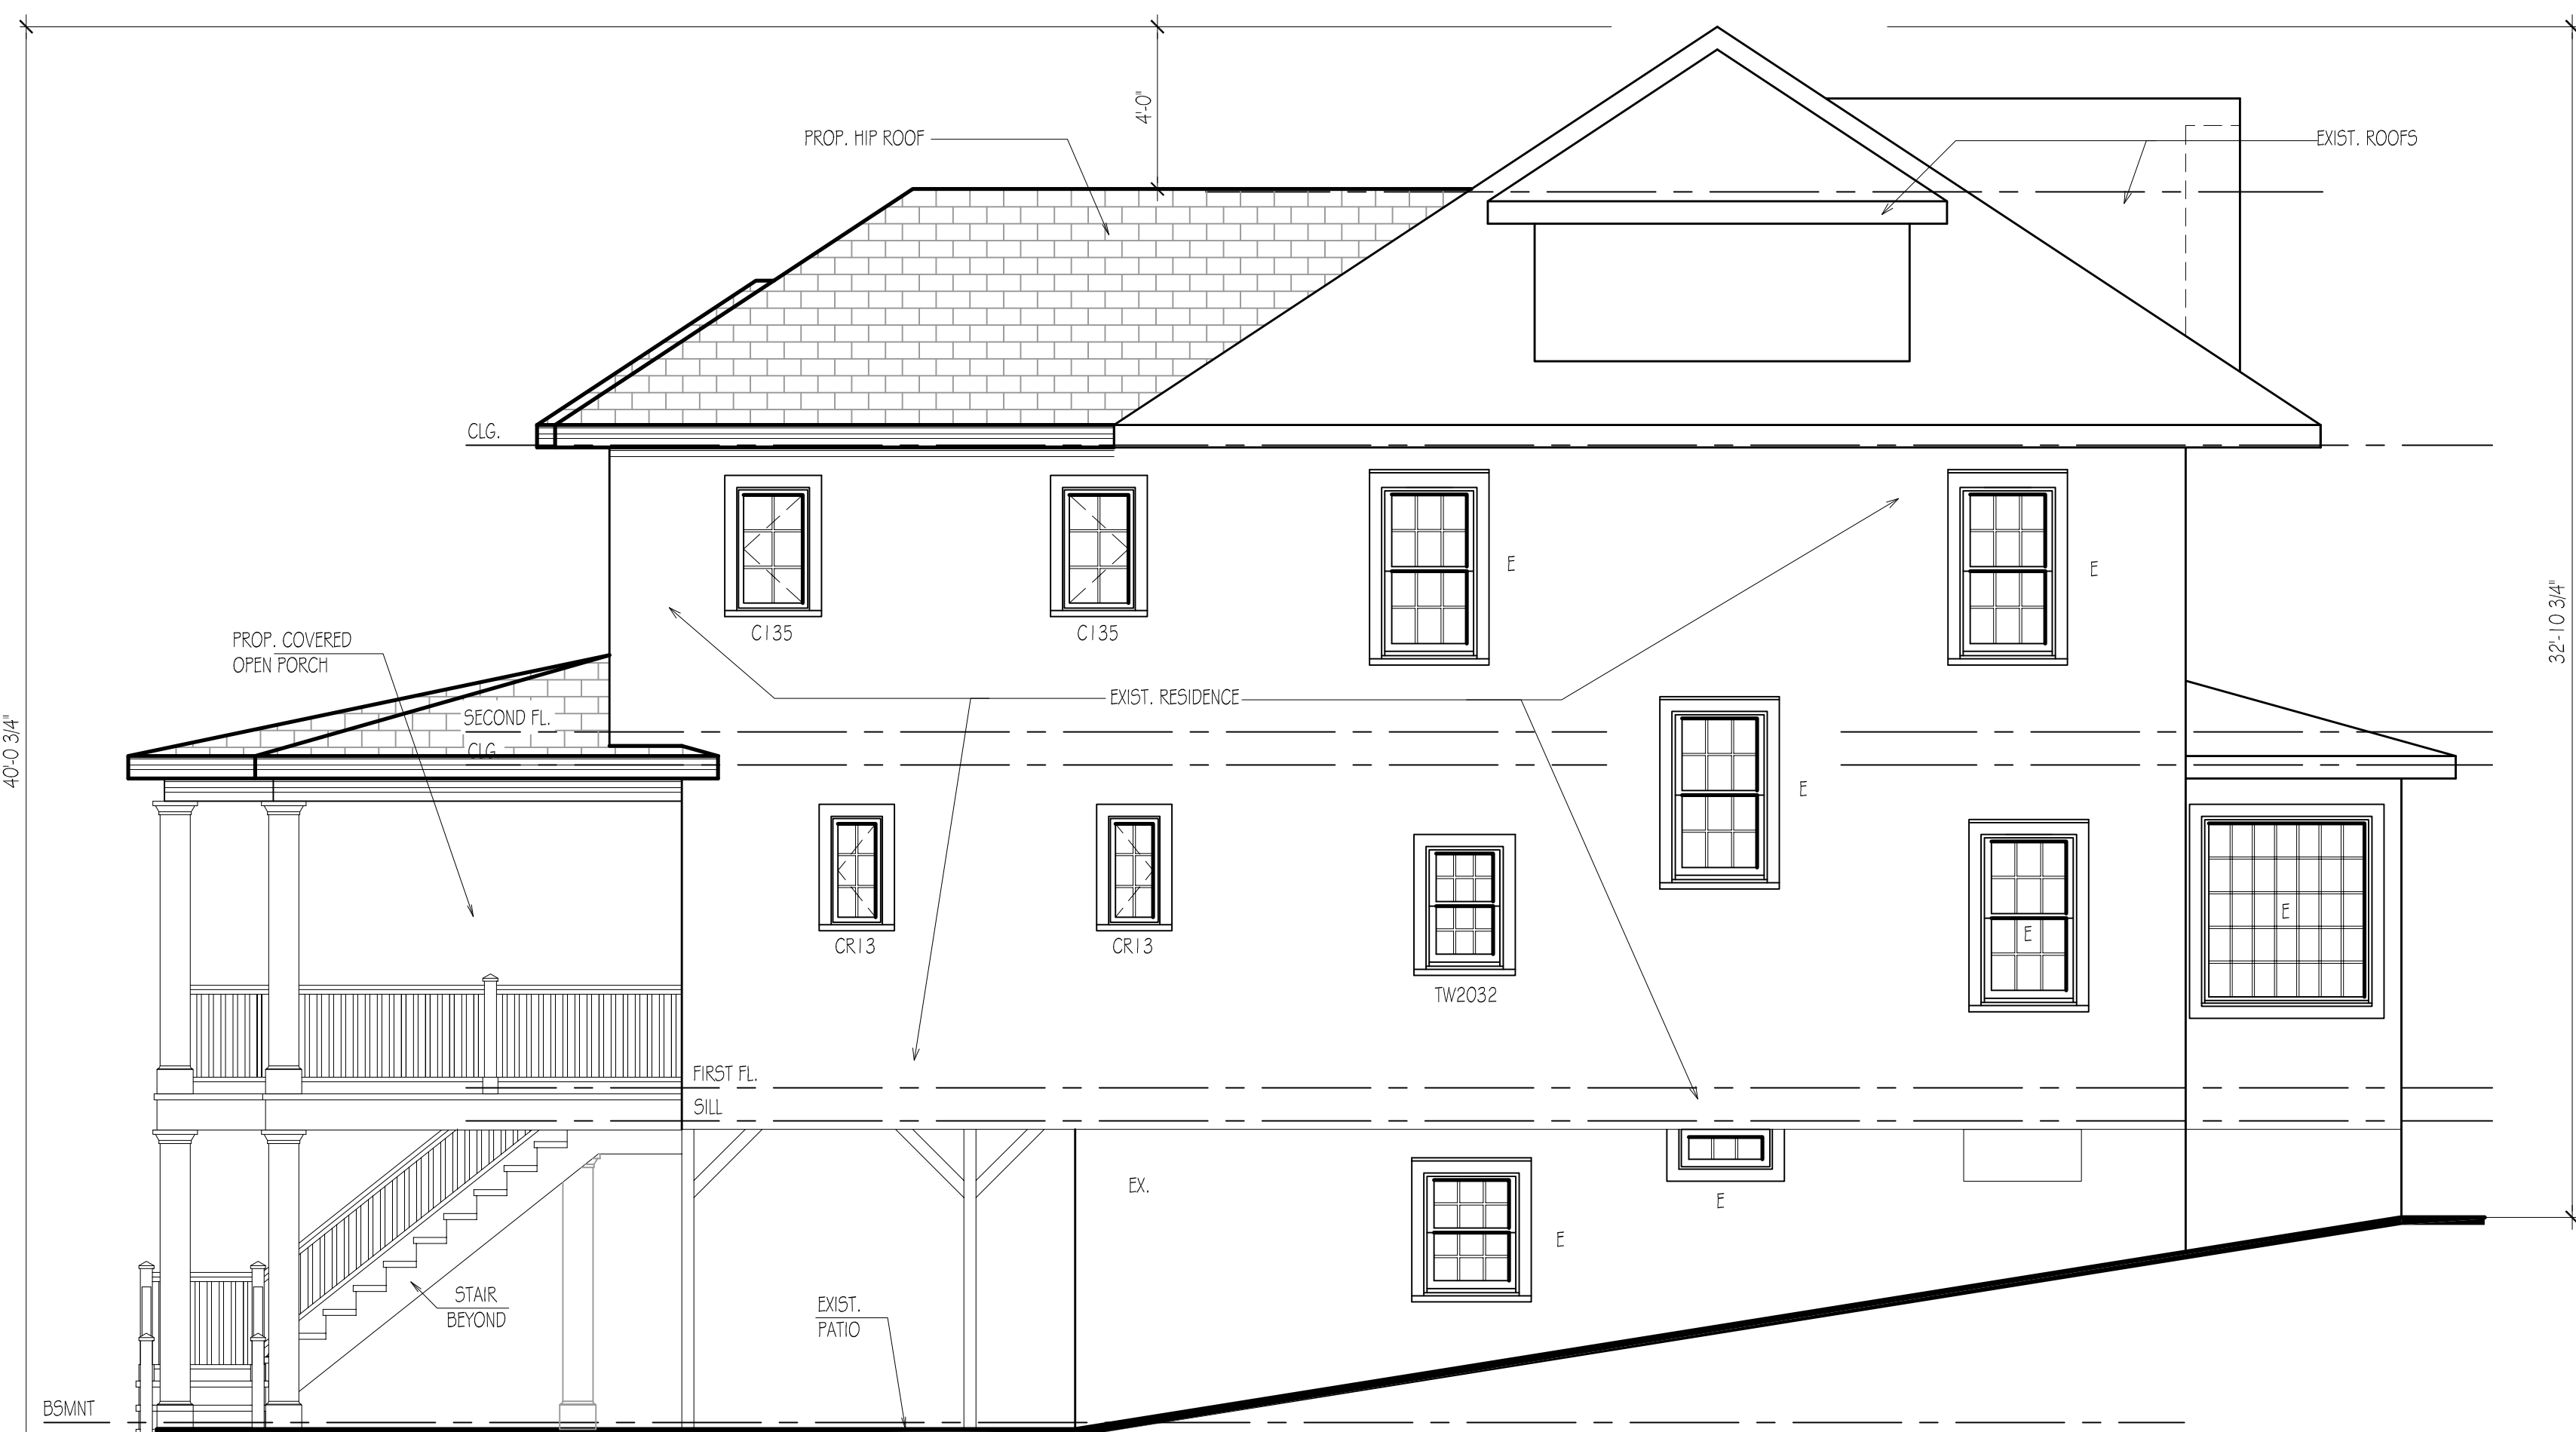 4'-0"
PROP. HIP ROOF
EXIST. ROOFS
CLG.
C135
C135
E
E
32'-10 3/4"
PROP. COVERED
OPEN PORCH
EXIST. RESIDENCE
SECOND FL.
CLG.
40'-0 3/4"
E
E
E
CR13
CR13
TW2032
FIRST FL.
SILL
EX.
E
E
STAIR
BEYOND
EXIST.
PATIO
BSMNT